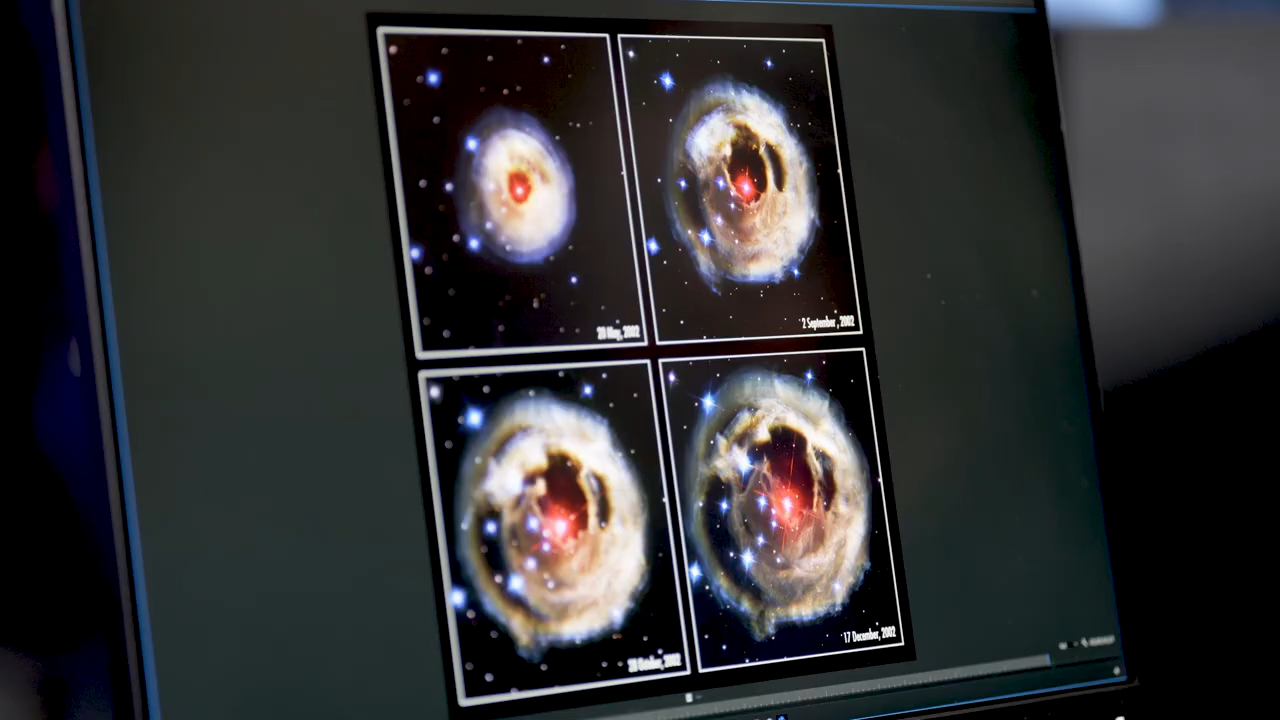 20 May, 2002
2 September, 2002
28 October, 2002
17 December, 2002